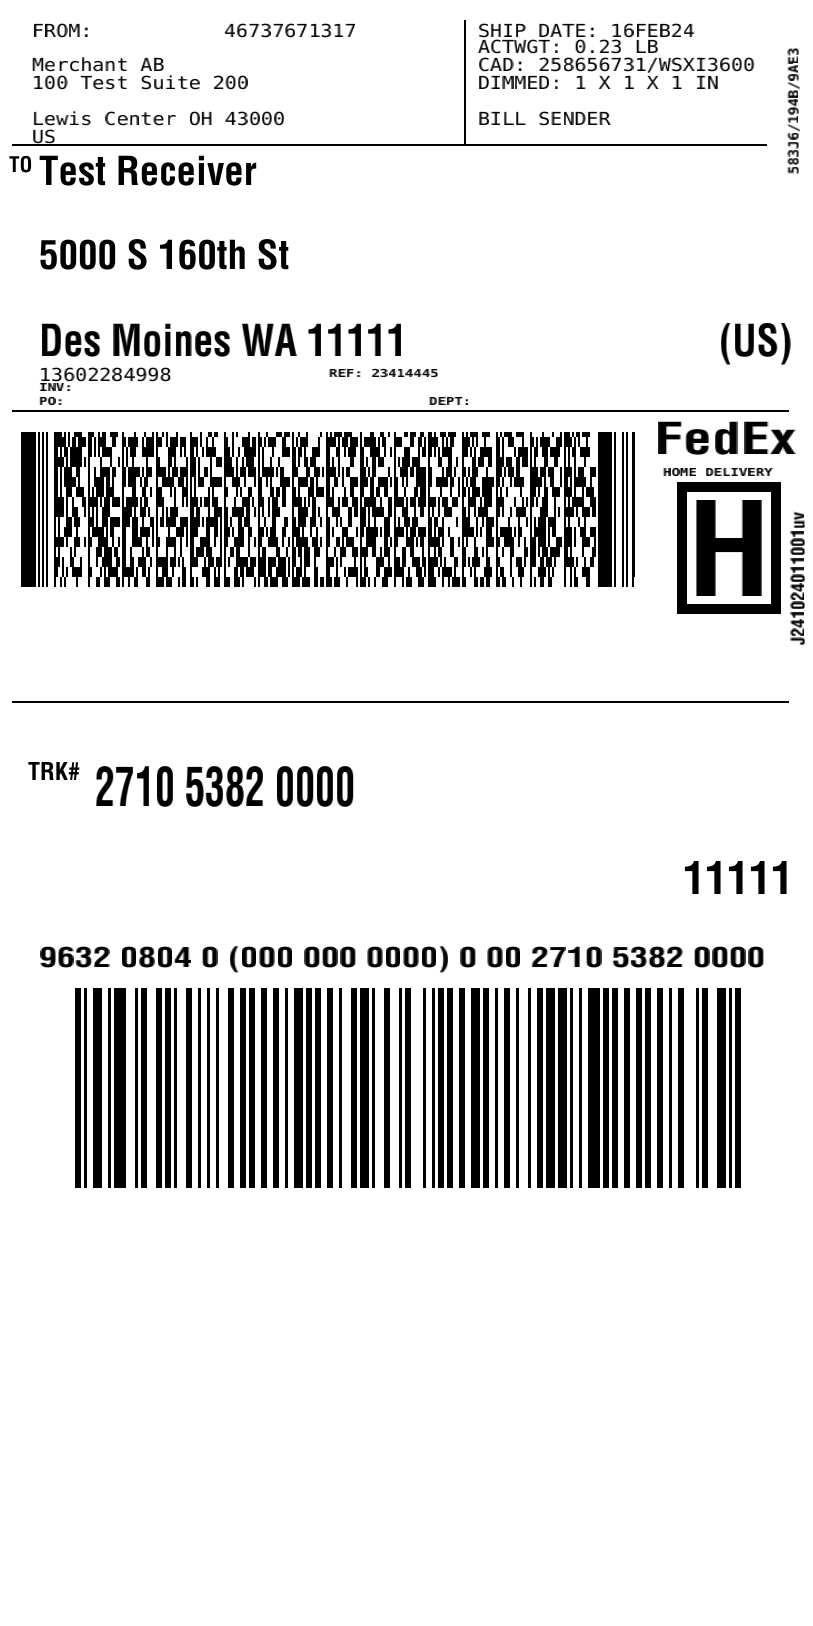 FROM: 46737671317
Merchant AB
100 Test Suite 200
Lewis Center OH 43000
US
SHIP DATE: 16FEB24
ACTWGT: 0.23 LB
CAD: 258656731/WSXI3600
DIMMED: 1 X 1 X 1 IN
BILL SENDER
583J6/194B/9AE3
TO Test Receiver
5000 S 160th St
Des Moines WA 11111 (US)
13602284998 REF: 23414445
INV:
PO: DEPT:
FedEx
HOME DELIVERY
H
J241024011001uv
TRK# 2710 5382 0000
11111
9632 0804 0 (000 000 0000) 0 00 2710 5382 0000